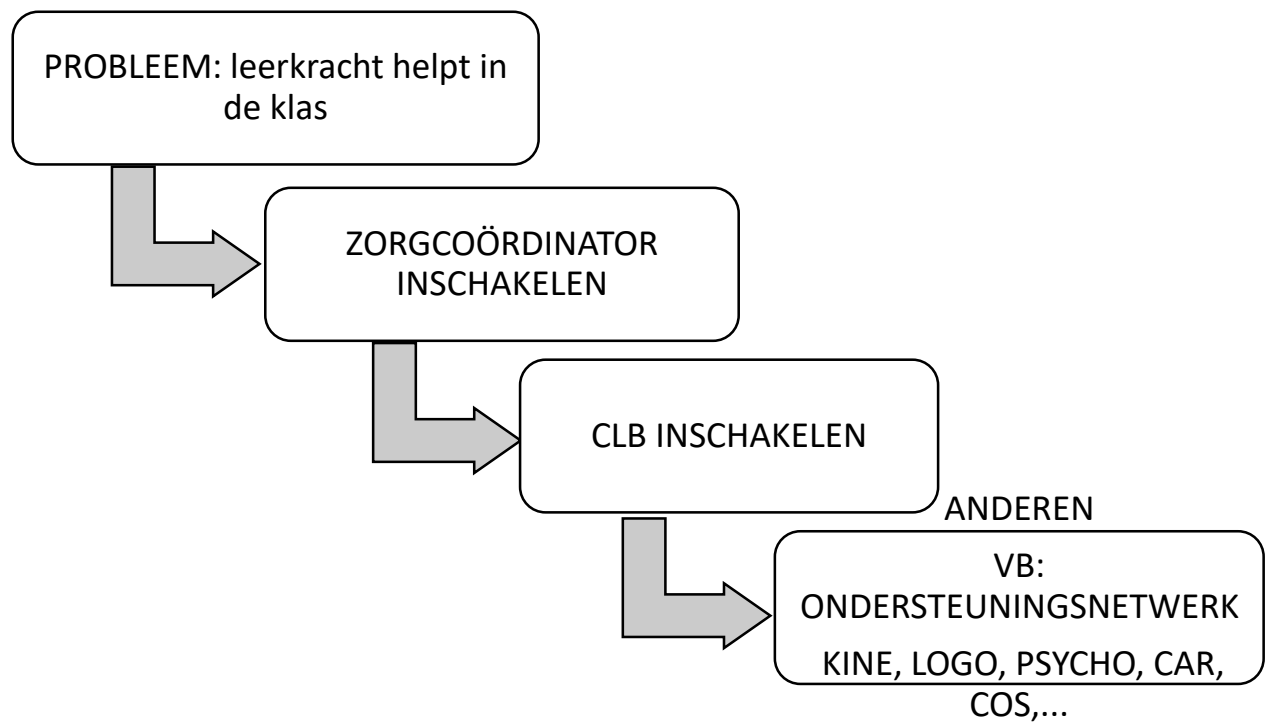 PROBLEEM: leerkracht helpt in
de klas
ZORGCOÖRDINATOR
INSCHAKELEN
CLB INSCHAKELEN
ANDEREN
VB:
ONDERSTEUNINGSNETWERK
KINE, LOGO, PSYCHO, CAR,
COS,...